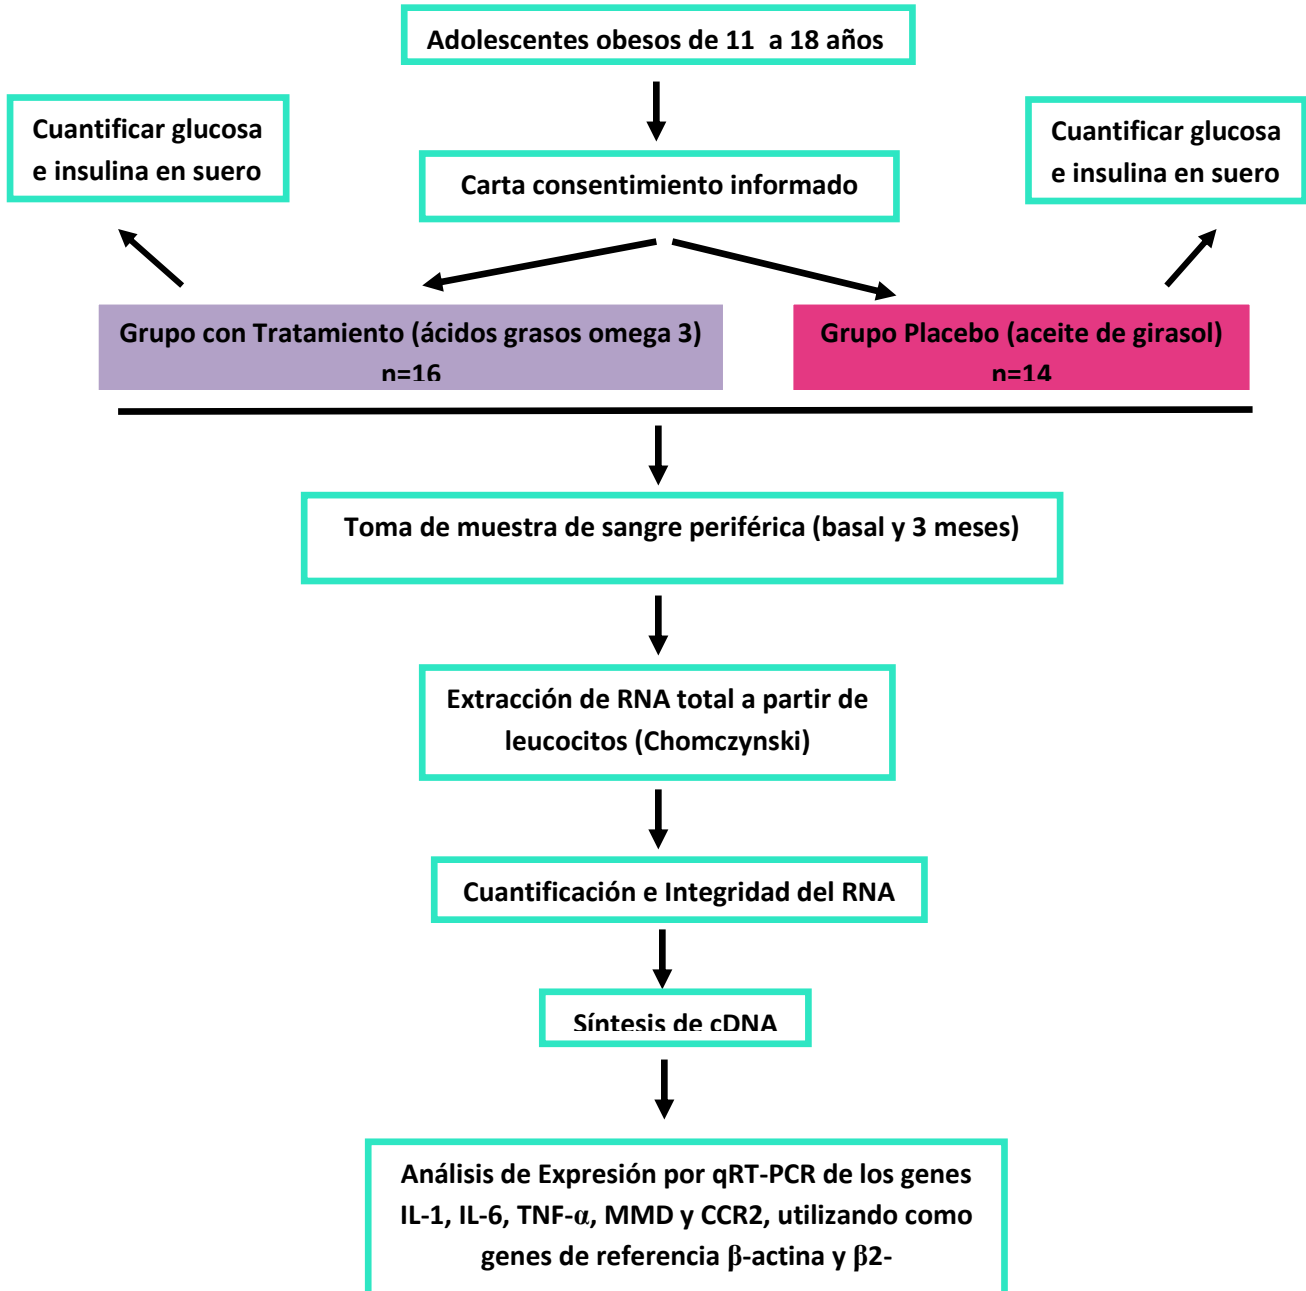 Adolescentes obesos de 11 a 18 años
Cuantificar glucosa
e insulina en suero
Cuantificar glucosa
e insulina en suero
Carta consentimiento informado
Grupo con Tratamiento (ácidos grasos omega 3)
n=16
Grupo Placebo (aceite de girasol)
n=14
Toma de muestra de sangre periférica (basal y 3 meses)
Extracción de RNA total a partir de
leucocitos (Chomczynski)
Cuantificación e Integridad del RNA
Síntesis de cDNA
Análisis de Expresión por qRT-PCR de los genes
IL-1, IL-6, TNF-α, MMD y CCR2, utilizando como
genes de referencia β-actina y β2-